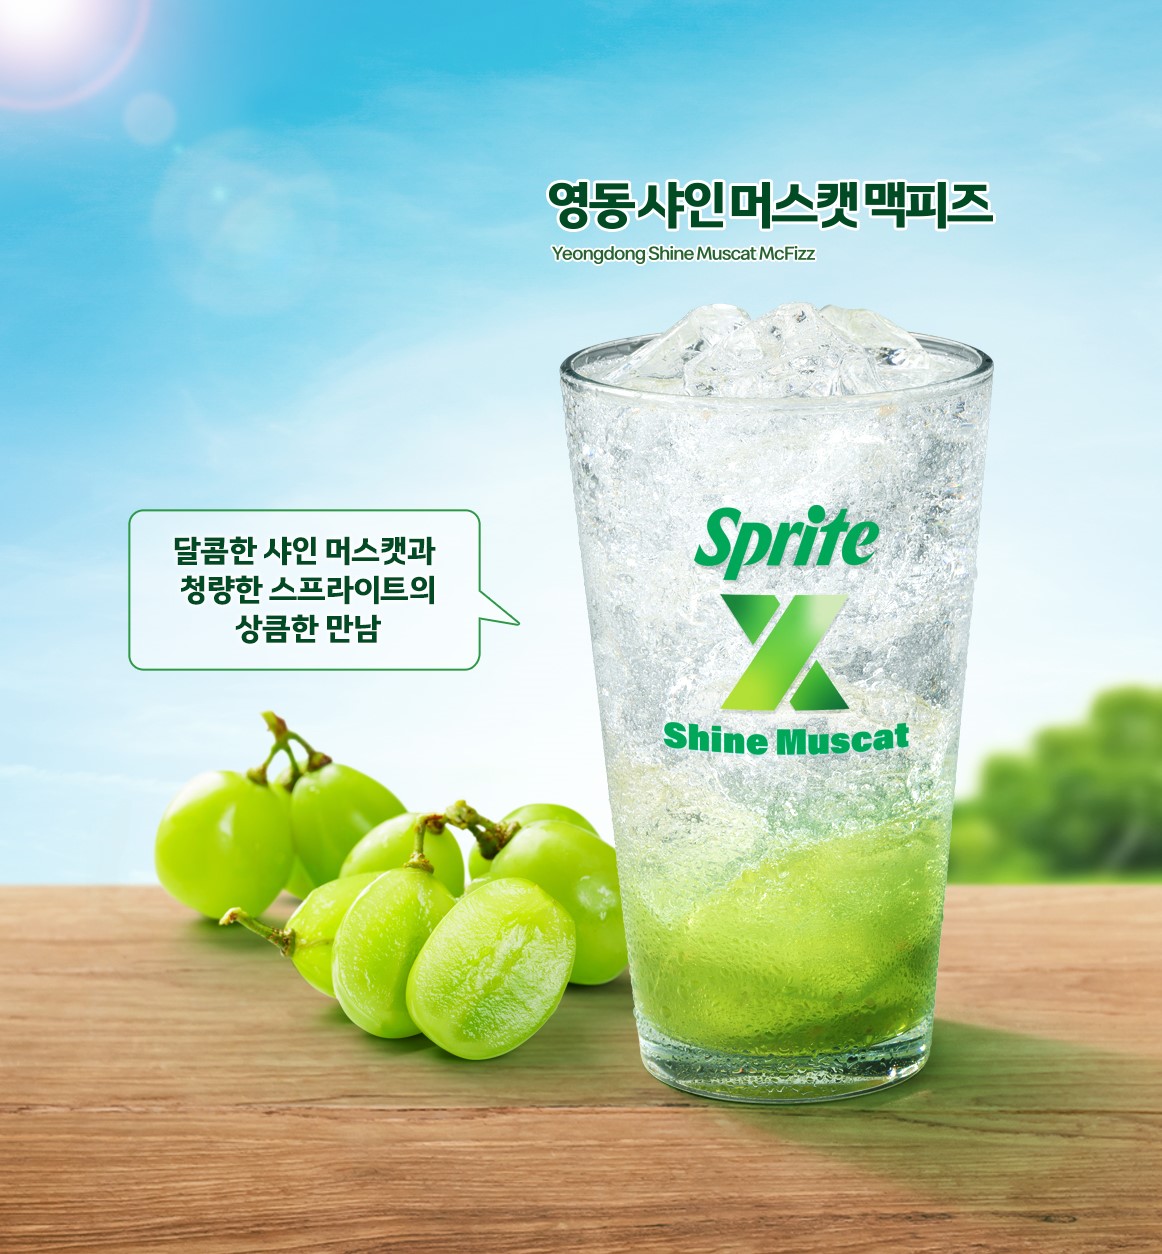 영동 샤인 머스캣 맥피즈
Yeongdong Shine Muscat McFizz
달콤한 샤인 머스캣과
청량한 스프라이트의
상큼한 만남
Sprite
X
Shine Muscat